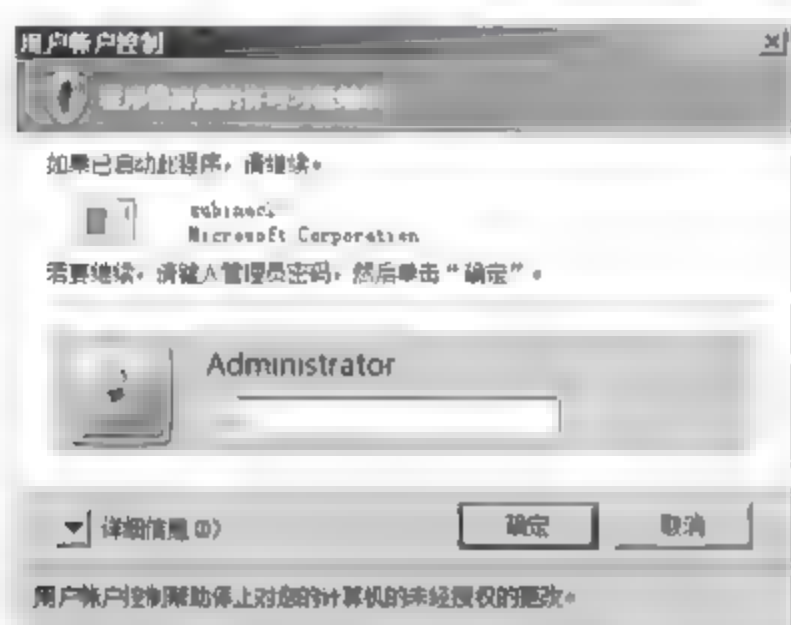 用户帐户控制
如果已启动此程序，请继续。
Microsoft Corporation
若要继续，请键入管理员密码，然后单击“确定”。
Administrator
详细信息(D)
确定
取消
用户帐户控制帮助停止对您的计算机的未经授权的更改。